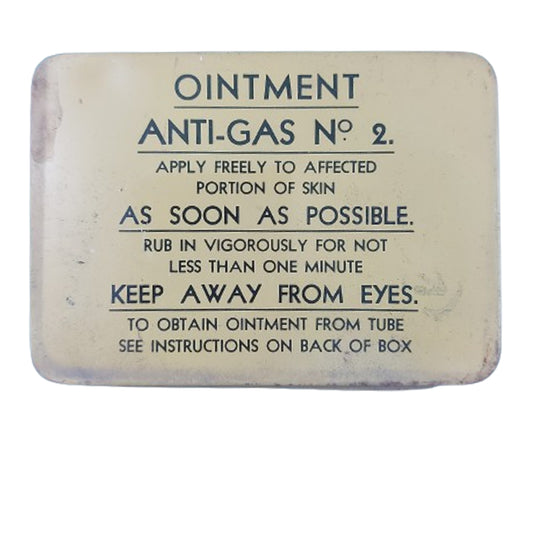 OINTMENT
ANTI-GAS Nº 2.
APPLY FREELY TO AFFECTED
PORTION OF SKIN
AS SOON AS POSSIBLE.
RUB IN VIGOROUSLY FOR NOT
LESS THAN ONE MINUTE
KEEP AWAY FROM EYES.
TO OBTAIN OINTMENT FROM TUBE
SEE INSTRUCTIONS ON BACK OF BOX